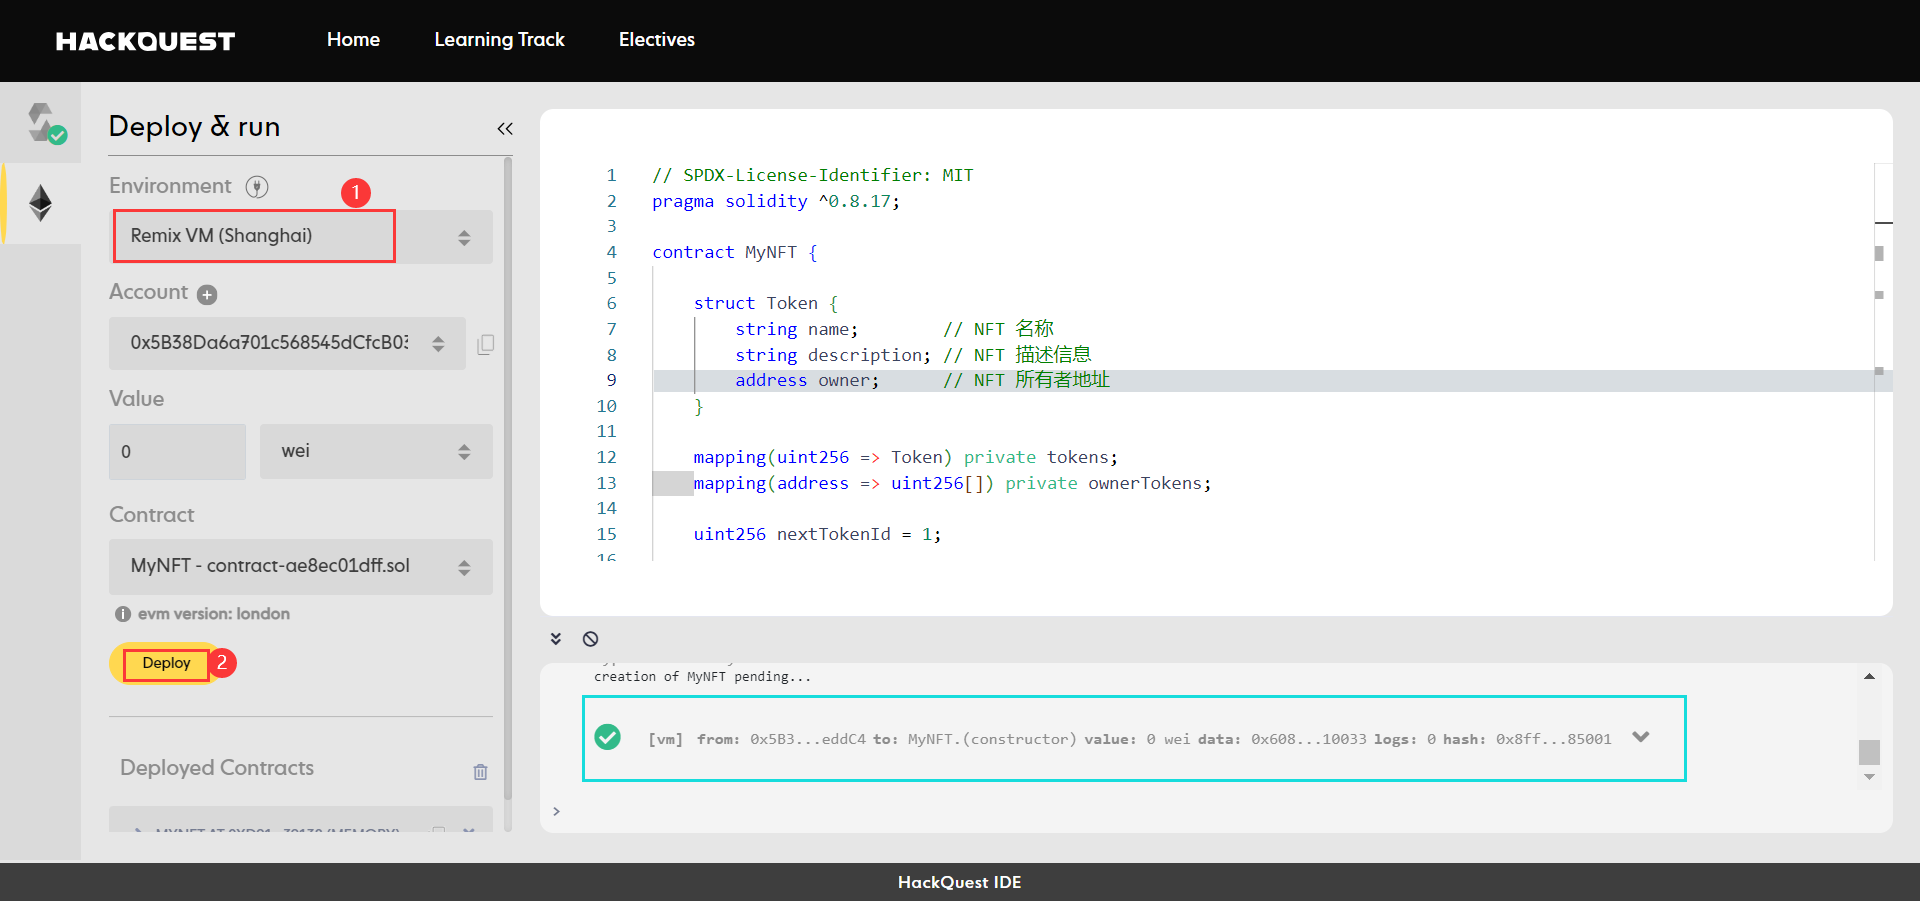 HACKQUEST
Home
Learning Track
Electives
Deploy & run
Environment
1
Remix VM (Shanghai)
Account
0x5B38Da6a701c568545dCfcB03
Value
0
wei
Contract
MyNFT - contract-ae8ec01dff.sol
evm version: london
Deploy
2
Deployed Contracts
1 // SPDX-License-Identifier: MIT
2 pragma solidity ^0.8.17;
3
4 contract MyNFT {
5
6 struct Token {
7 string name; // NFT 名称
8 string description; // NFT 描述信息
9 address owner; // NFT 所有者地址
10 }
11
12 mapping(uint256 => Token) private tokens;
13 mapping(address => uint256[]) private ownerTokens;
14
15 uint256 nextTokenId = 1;
16
creation of MyNFT pending...
[vm] from: 0x5B3...eddC4 to: MyNFT.(constructor) value: 0 wei data: 0x608...10033 logs: 0 hash: 0x8ff...85001
>
HackQuest IDE